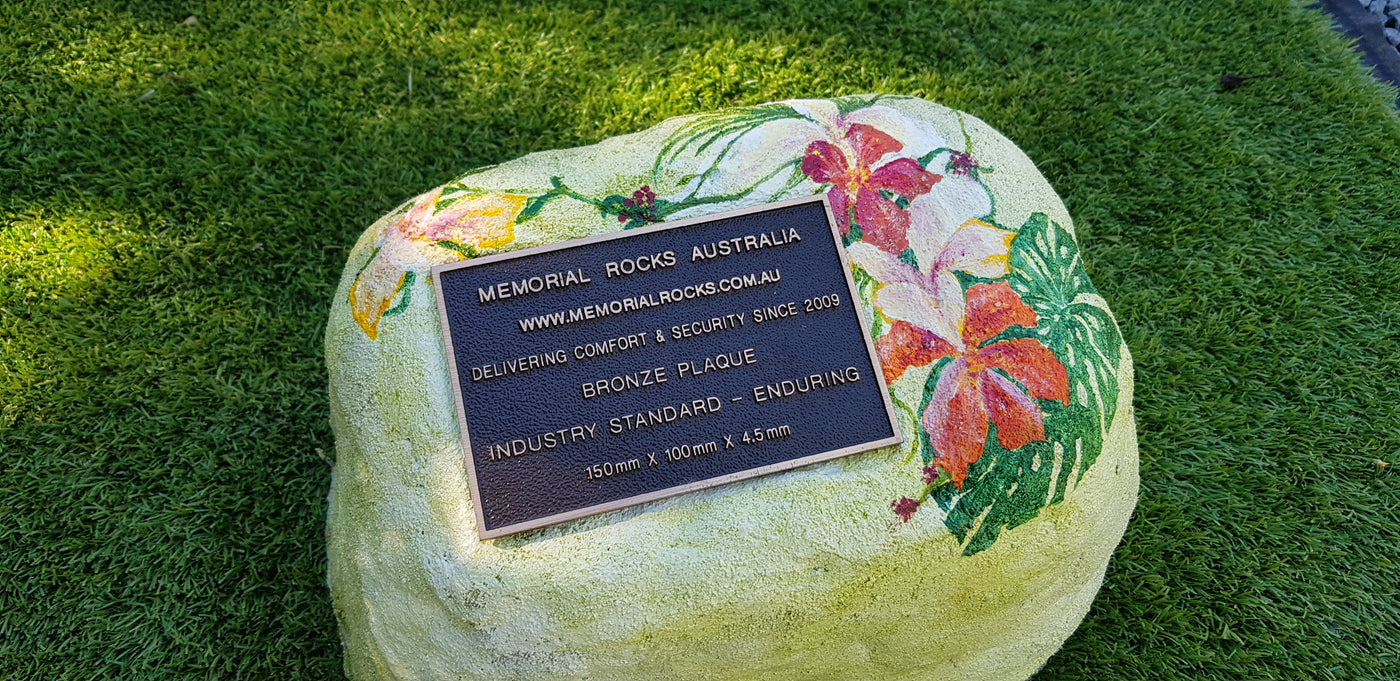 MEMORIAL ROCKS AUSTRALIA
WWW.MEMORIALROCKS.COM.AU
DELIVERING COMFORT & SECURITY SINCE 2009
BRONZE PLAQUE
INDUSTRY STANDARD - ENDURING
150mm X 100mm X 4.5mm